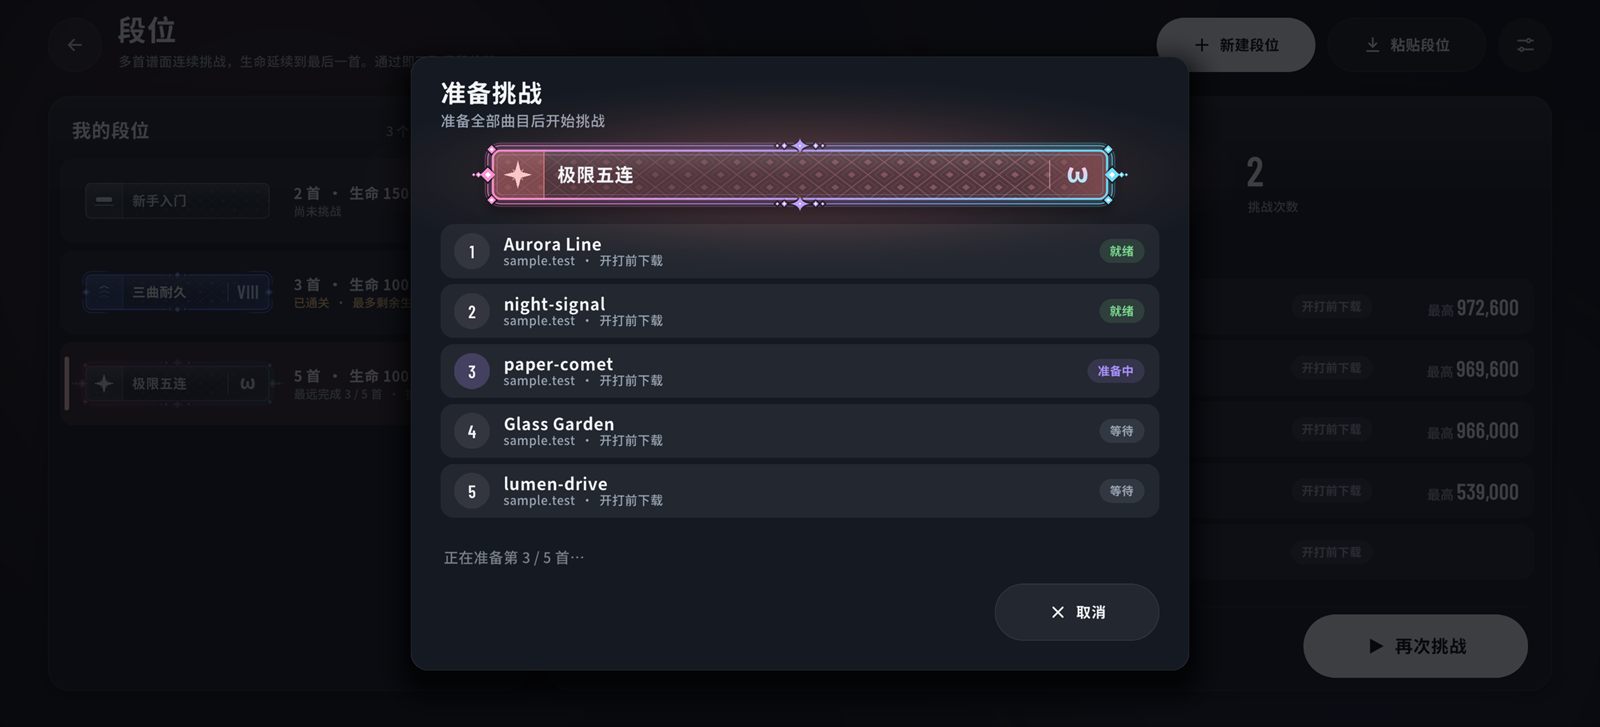 段位
多首谱面连续挑战，生命延续到最后一首。通过即
新建段位
粘贴段位
我的段位
3 个
新手入门
2 首 · 生命 150
尚未挑战
三曲耐久
VIII
3 首 · 生命 100
已通关 · 最多剩余生
极限五连
ω
5 首 · 生命 100
最远完成 3 / 5 首 ·
准备挑战
准备全部曲目后开始挑战
极限五连
ω
1
Aurora Line
sample.test · 开打前下载
就绪
2
night-signal
sample.test · 开打前下载
就绪
3
paper-comet
sample.test · 开打前下载
准备中
4
Glass Garden
sample.test · 开打前下载
等待
5
lumen-drive
sample.test · 开打前下载
等待
正在准备第 3 / 5 首…
取消
2
挑战次数
开打前下载
最高 972,600
开打前下载
最高 969,600
开打前下载
最高 966,000
开打前下载
最高 539,000
开打前下载
再次挑战